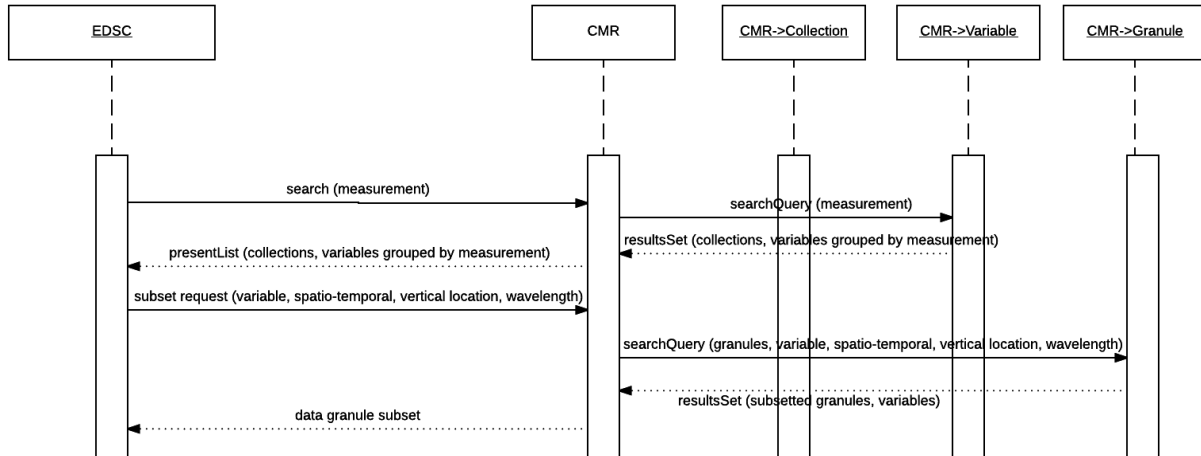 EDSC
CMR
CMR->Collection
CMR->Variable
CMR->Granule
search (measurement)
searchQuery (measurement)
resultsSet (collections, variables grouped by measurement)
presentList (collections, variables grouped by measurement)
subset request (variable, spatio-temporal, vertical location, wavelength)
searchQuery (granules, variable, spatio-temporal, vertical location, wavelength)
resultsSet (subsetted granules, variables)
data granule subset